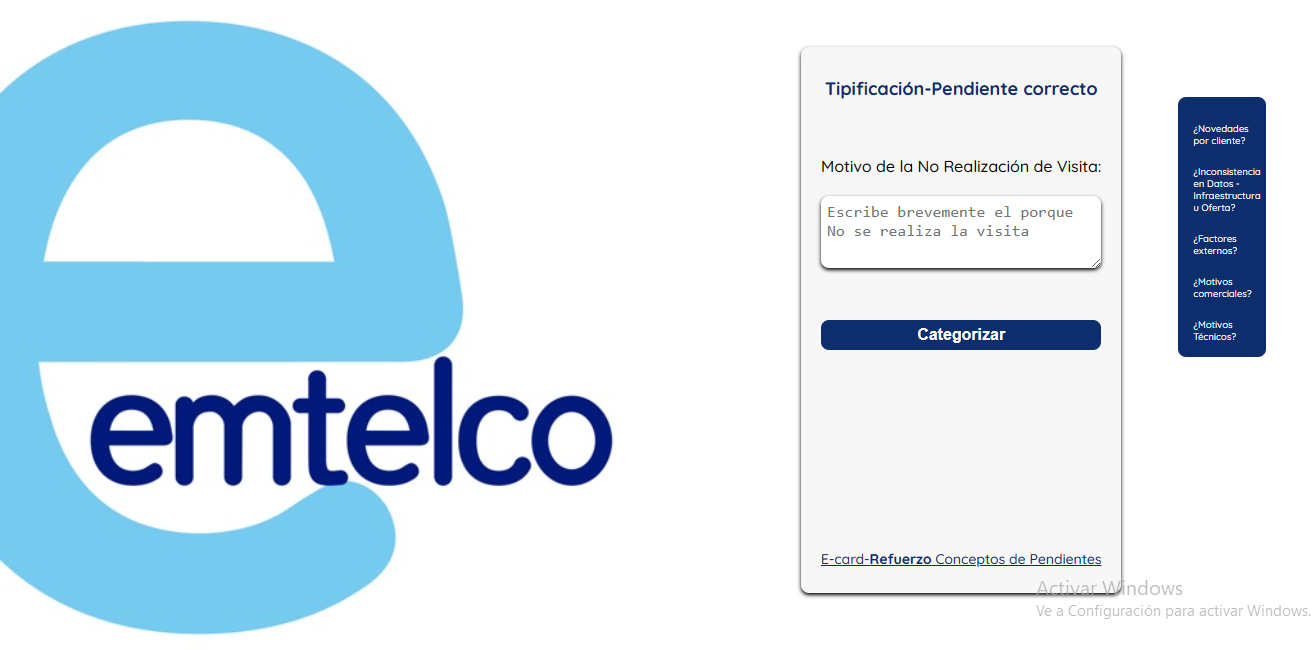 emtelco
Tipificación-Pendiente correcto
Motivo de la No Realización de Visita:
Escribe brevemente el porque
No se realiza la visita
Categorizar
E-card-Refuerzo Conceptos de Pendientes
¿Novedades
por cliente?
¿Inconsistencia
en Datos -
Infraestructura
u Oferta?
¿Factores
externos?
¿Motivos
comerciales?
¿Motivos
Técnicos?
Activar Windows
Ve a Configuración para activar Windows.